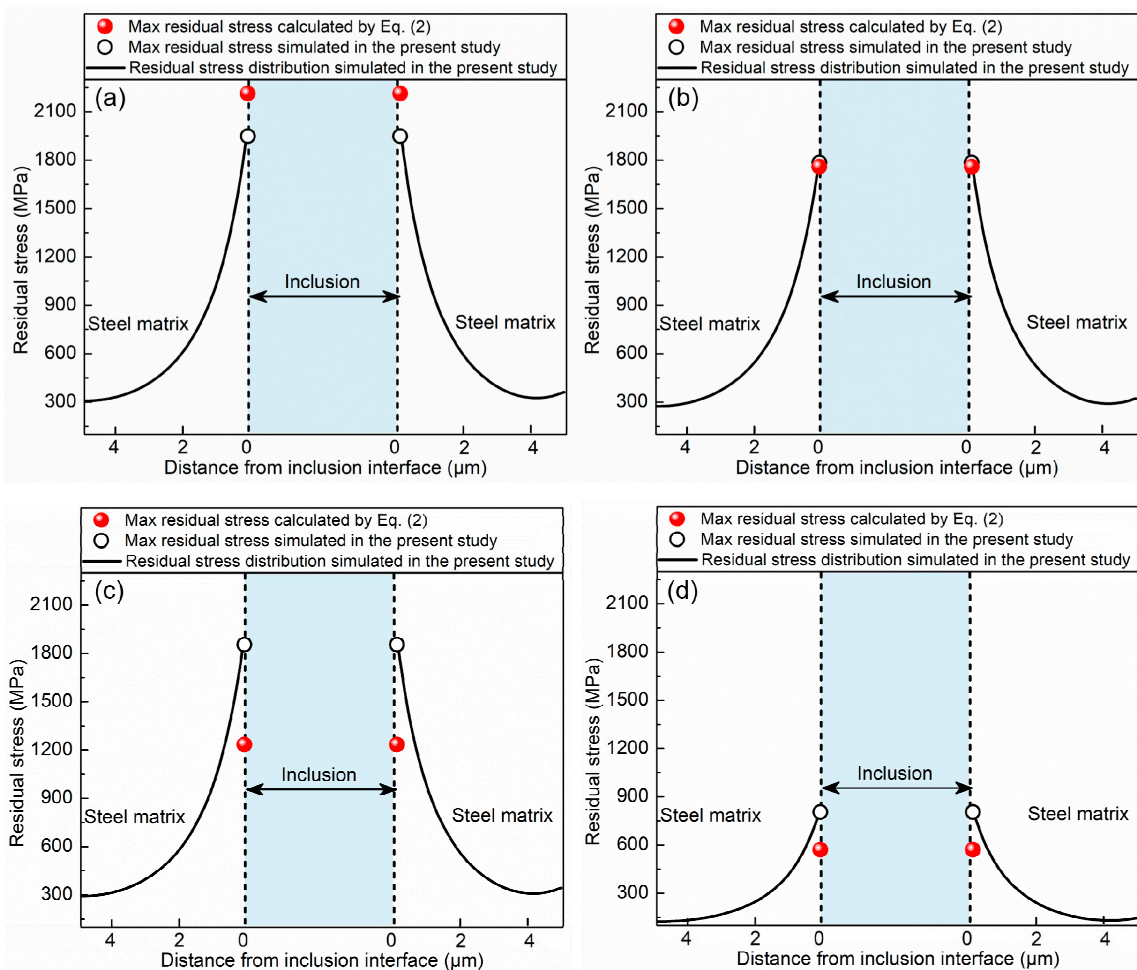 Max residual stress calculated by Eq. (2)
Max residual stress simulated in the present study
Residual stress distribution simulated in the present study
(a)
2100
1800
1500
1200
900
600
300
Residual stress (MPa)
Inclusion
Steel matrix
Steel matrix
4 2 0 0 2 4
Distance from inclusion interface (μm)
Max residual stress calculated by Eq. (2)
Max residual stress simulated in the present study
Residual stress distribution simulated in the present study
(b)
2100
1800
1500
1200
900
600
300
Residual stress (MPa)
Inclusion
Steel matrix
Steel matrix
4 2 0 0 2 4
Distance from inclusion interface (μm)
Max residual stress calculated by Eq. (2)
Max residual stress simulated in the present study
Residual stress distribution simulated in the present study
(c)
2100
1800
1500
1200
900
600
300
Residual stress (MPa)
Inclusion
Steel matrix
Steel matrix
4 2 0 0 2 4
Distance from inclusion interface (μm)
Max residual stress calculated by Eq. (2)
Max residual stress simulated in the present study
Residual stress distribution simulated in the present study
(d)
2100
1800
1500
1200
900
600
300
Residual stress (MPa)
Inclusion
Steel matrix
Steel matrix
4 2 0 0 2 4
Distance from inclusion interface (μm)